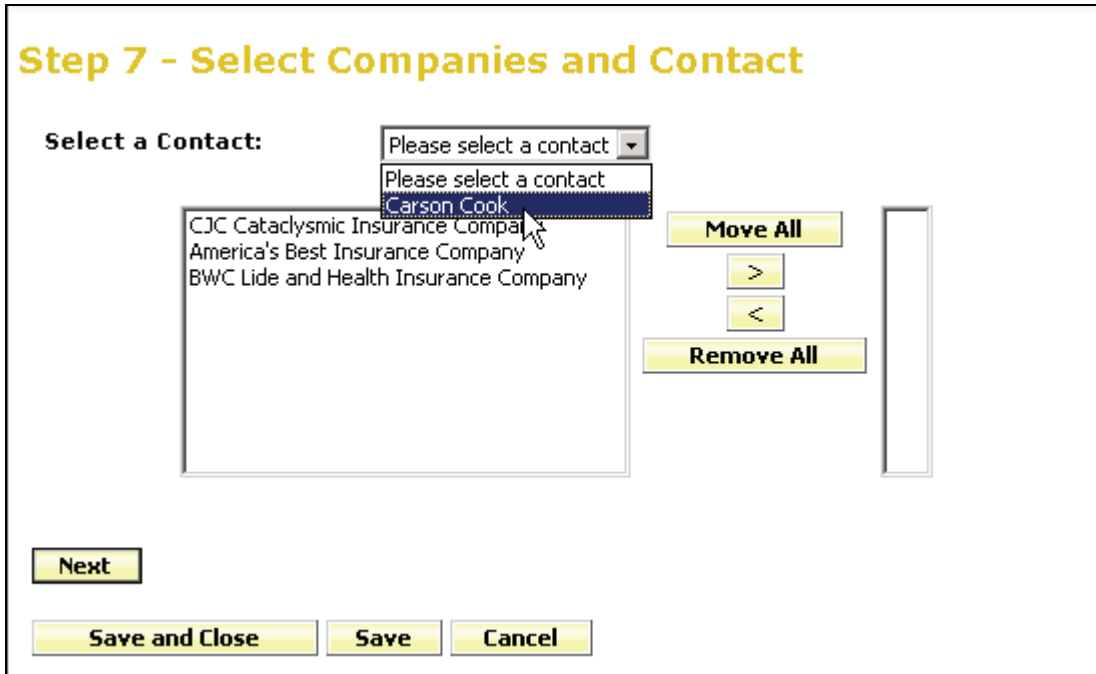 Step 7 - Select Companies and Contact
Select a Contact:
Please select a contact
Please select a contact
Carson Cook
CJC Cataclysmic Insurance Company
America's Best Insurance Company
BWC Lide and Health Insurance Company
Move All
>
<
Remove All
Next
Save and Close
Save
Cancel